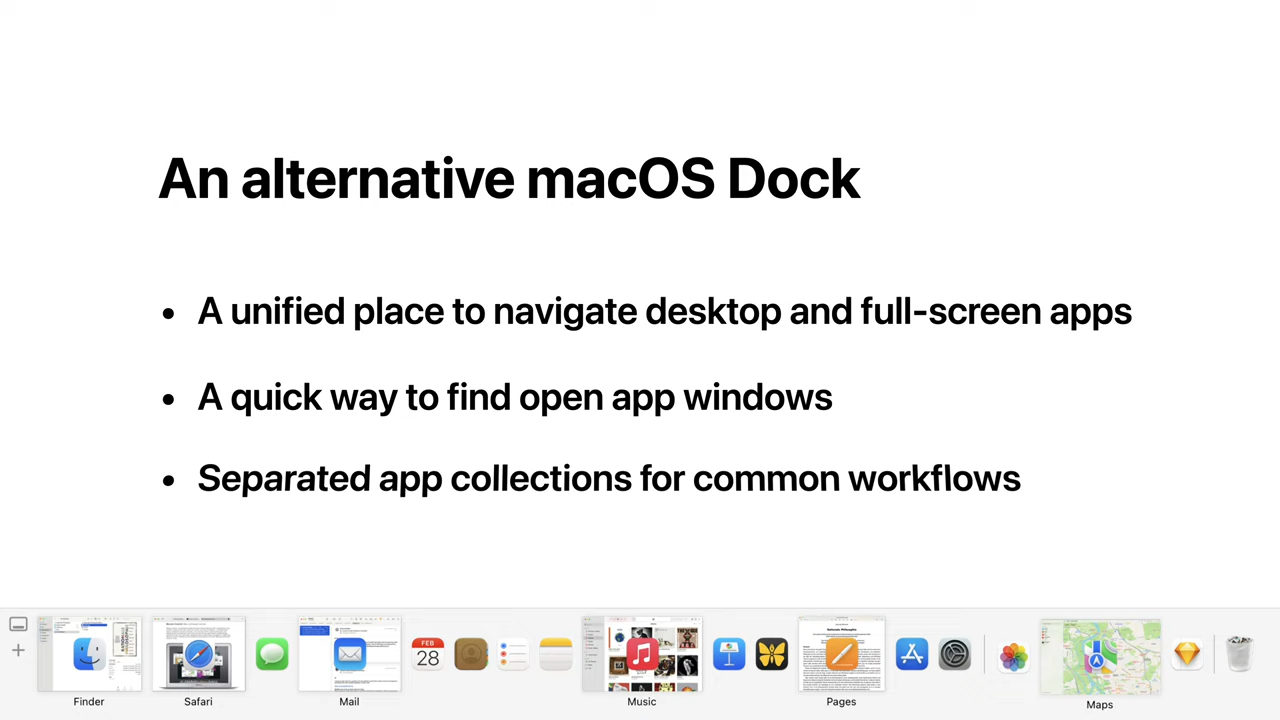 An alternative macOS Dock
• A unified place to navigate desktop and full-screen apps
• A quick way to find open app windows
• Separated app collections for common workflows
FEB
28
Finder
Safari
Mail
Music
Pages
Maps